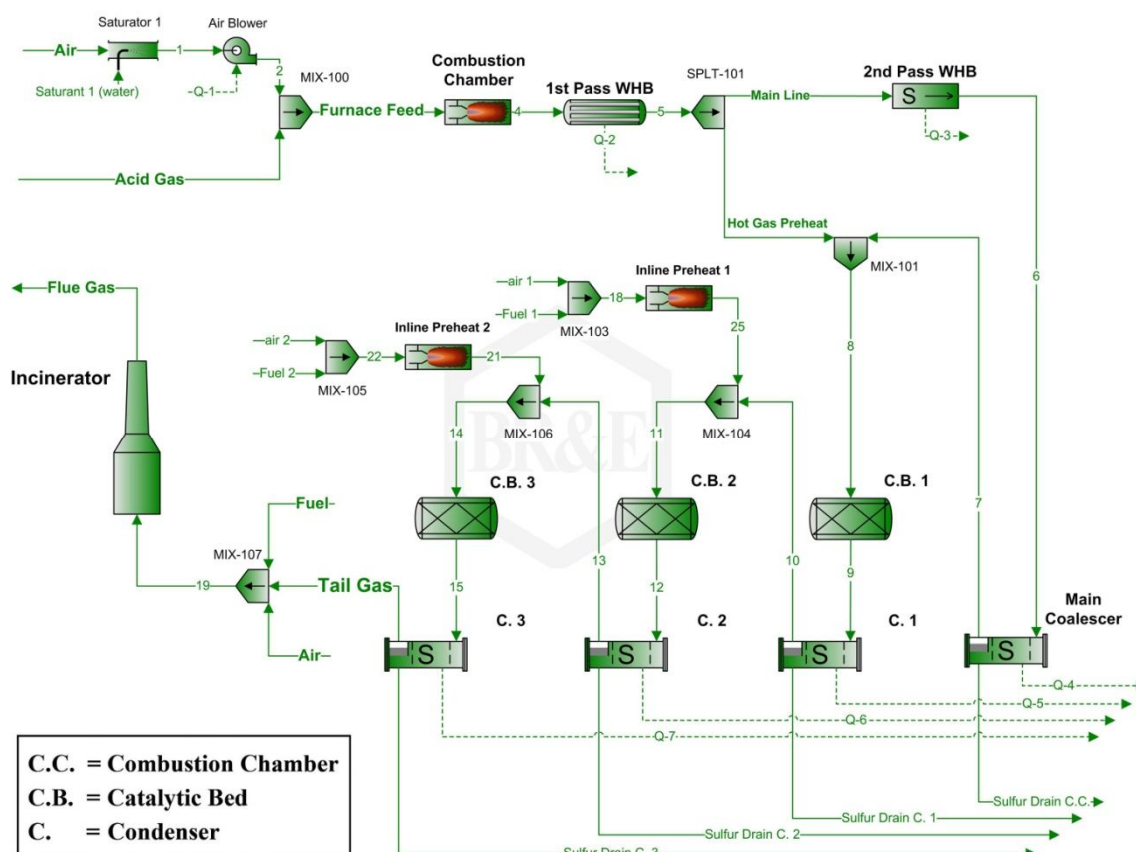 Saturator 1
Air Blower
Air
1
Saturant 1 (water)
Q-1
2
MIX-100
Furnace Feed
Acid Gas
Combustion
Chamber
4
1st Pass WHB
Q-2
5
SPLT-101
Main Line
2nd Pass WHB
S
Q-3
Hot Gas Preheat
MIX-101
6
Flue Gas
Incinerator
air 1
Fuel 1
18
MIX-103
Inline Preheat 1
25
air 2
Fuel 2
22
MIX-105
Inline Preheat 2
21
8
14
MIX-106
11
MIX-104
BR&E
C.B. 3
C.B. 2
C.B. 1
7
MIX-107
Fuel
19
Tail Gas
Air
15
13
12
10
9
C. 3
C. 2
C. 1
Main
Coalescer
S
S
S
S
Q-4
Q-5
Q-6
Q-7
C.C. = Combustion Chamber
C.B. = Catalytic Bed
C. = Condenser
Sulfur Drain C.C.
Sulfur Drain C. 1
Sulfur Drain C. 2
Sulfur Drain C. 3